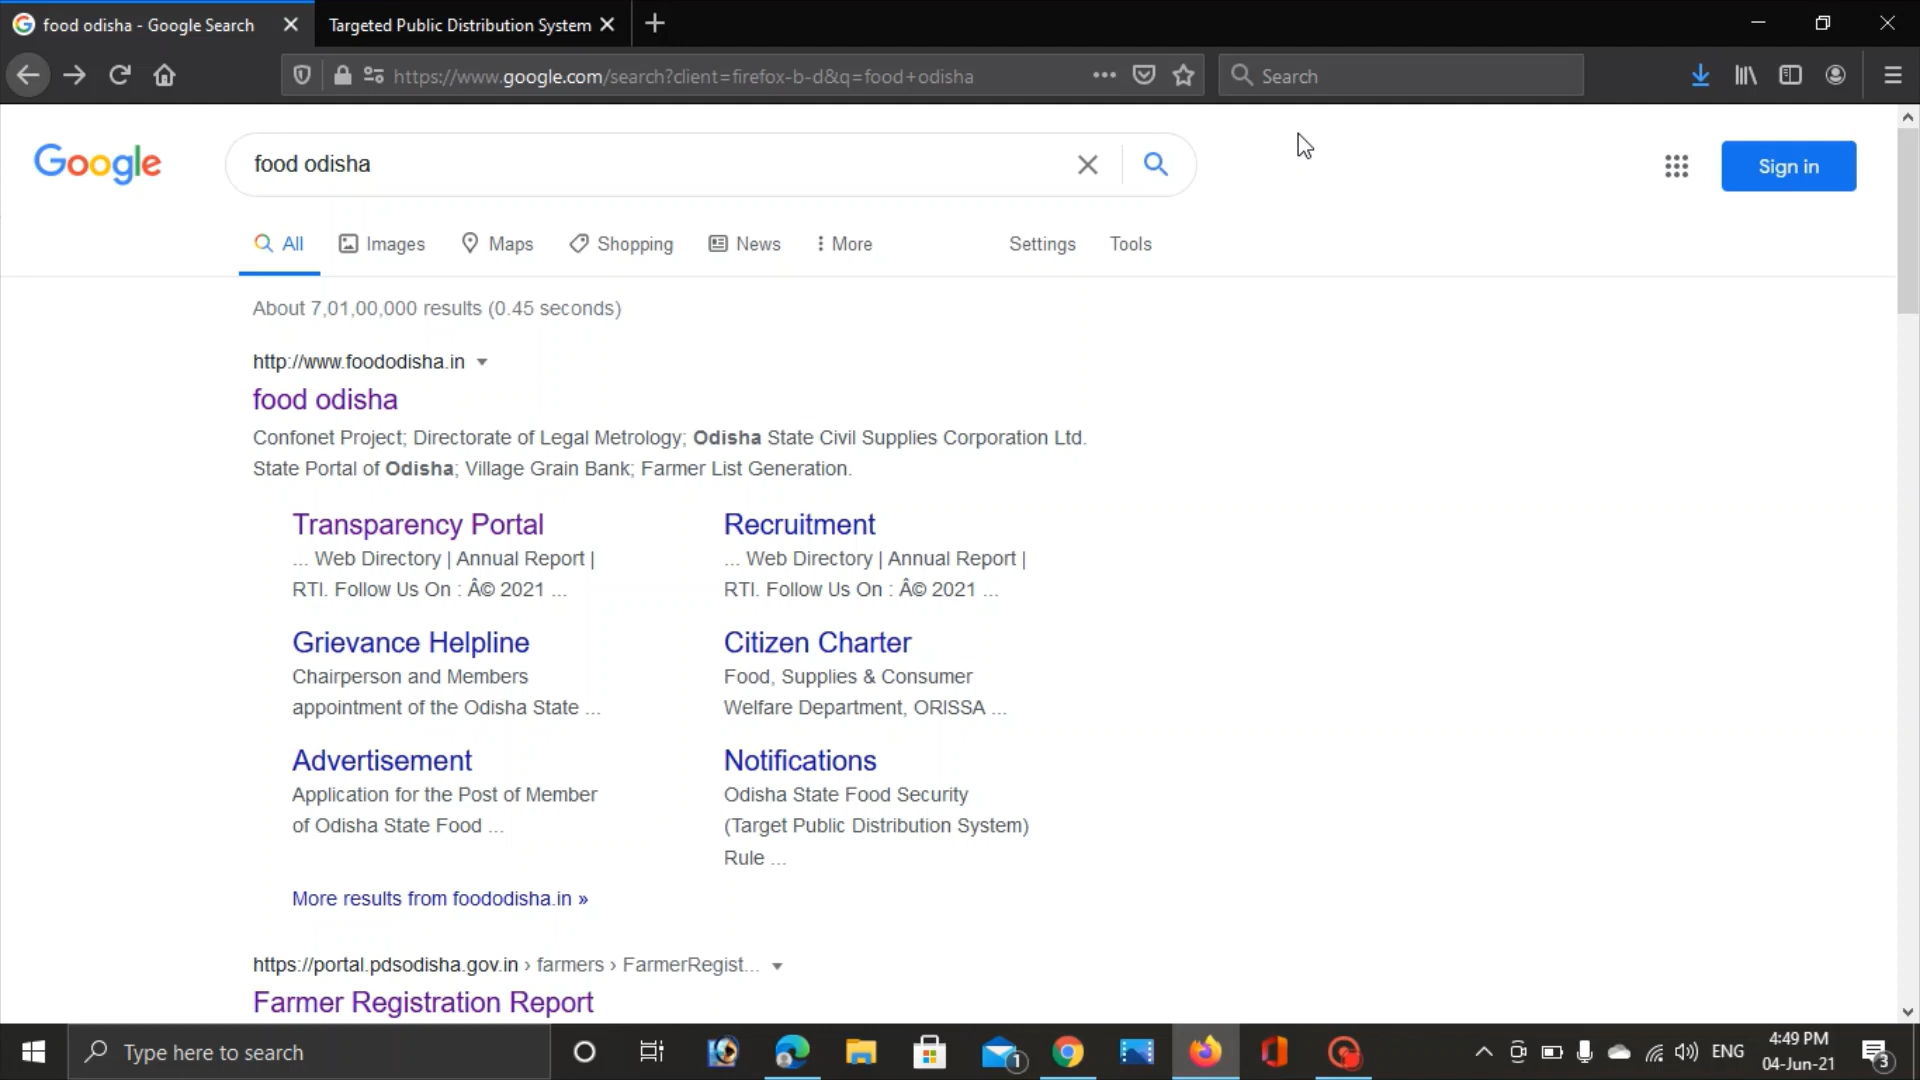 food odisha - Google Search
Targeted Public Distribution System
https://www.google.com/search?client=firefox-b-d&q=food+odisha
Search
Google
food odisha
Sign in
All
Images
Maps
Shopping
News
More
Settings
Tools
About 7,01,00,000 results (0.45 seconds)
http://www.foododisha.in
food odisha
Confonet Project; Directorate of Legal Metrology; Odisha State Civil Supplies Corporation Ltd.
State Portal of Odisha; Village Grain Bank; Farmer List Generation.
Transparency Portal
... Web Directory | Annual Report |
RTI. Follow Us On : Â© 2021 ...
Recruitment
... Web Directory | Annual Report |
RTI. Follow Us On : Â© 2021 ...
Grievance Helpline
Chairperson and Members
appointment of the Odisha State ...
Citizen Charter
Food, Supplies & Consumer
Welfare Department, ORISSA ...
Advertisement
Application for the Post of Member
of Odisha State Food ...
Notifications
Odisha State Food Security
(Target Public Distribution System)
Rule ...
More results from foododisha.in »
https://portal.pdsodisha.gov.in › farmers › FarmerRegist...
Farmer Registration Report
Type here to search
1
ENG
4:49 PM
04-Jun-21
3